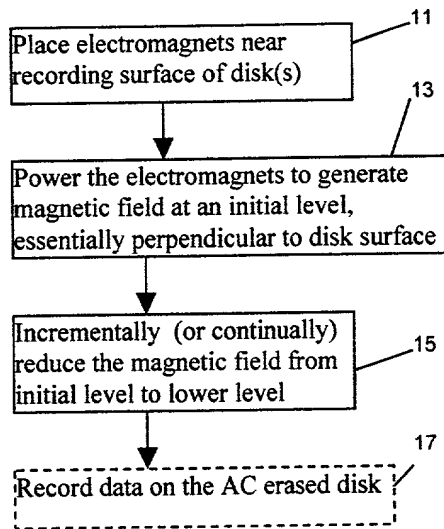 11
Place electromagnets near
recording surface of disk(s)
13
Power the electromagnets to generate
magnetic field at an initial level,
essentially perpendicular to disk surface
Incrementally (or continually)
reduce the magnetic field from
initial level to lower level
15
17
Record data on the AC erased disk